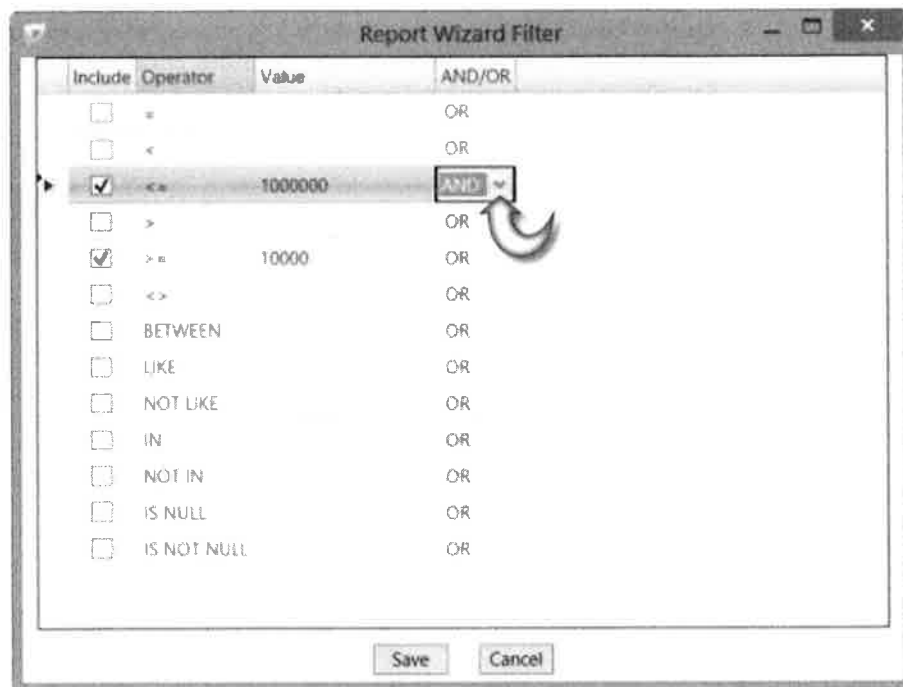 Report Wizard Filter
Include Operator Value AND/OR
= OR
< OR
<= 1000000 AND
> OR
>= 10000 OR
<> OR
BETWEEN OR
LIKE OR
NOT LIKE OR
IN OR
NOT IN OR
IS NULL OR
IS NOT NULL OR
Save Cancel